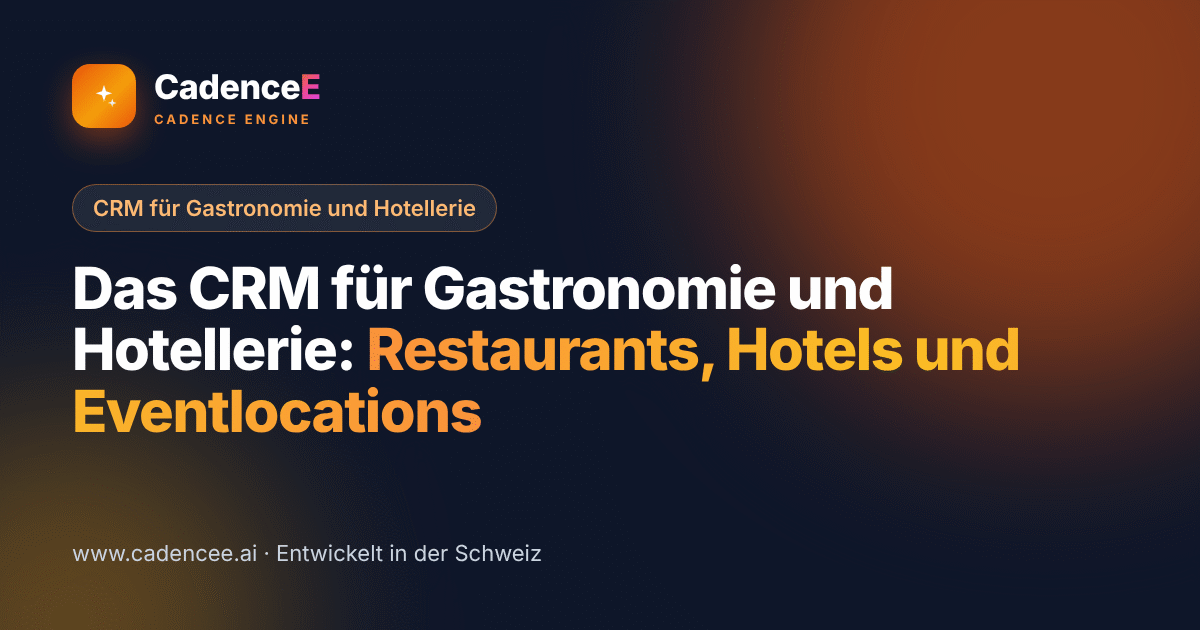 CadenceE
CADENCE ENGINE
CRM für Gastronomie und Hotellerie
Das CRM für Gastronomie und
Hotellerie: Restaurants, Hotels und
Eventlocations
www.cadencee.ai · Entwickelt in der Schweiz